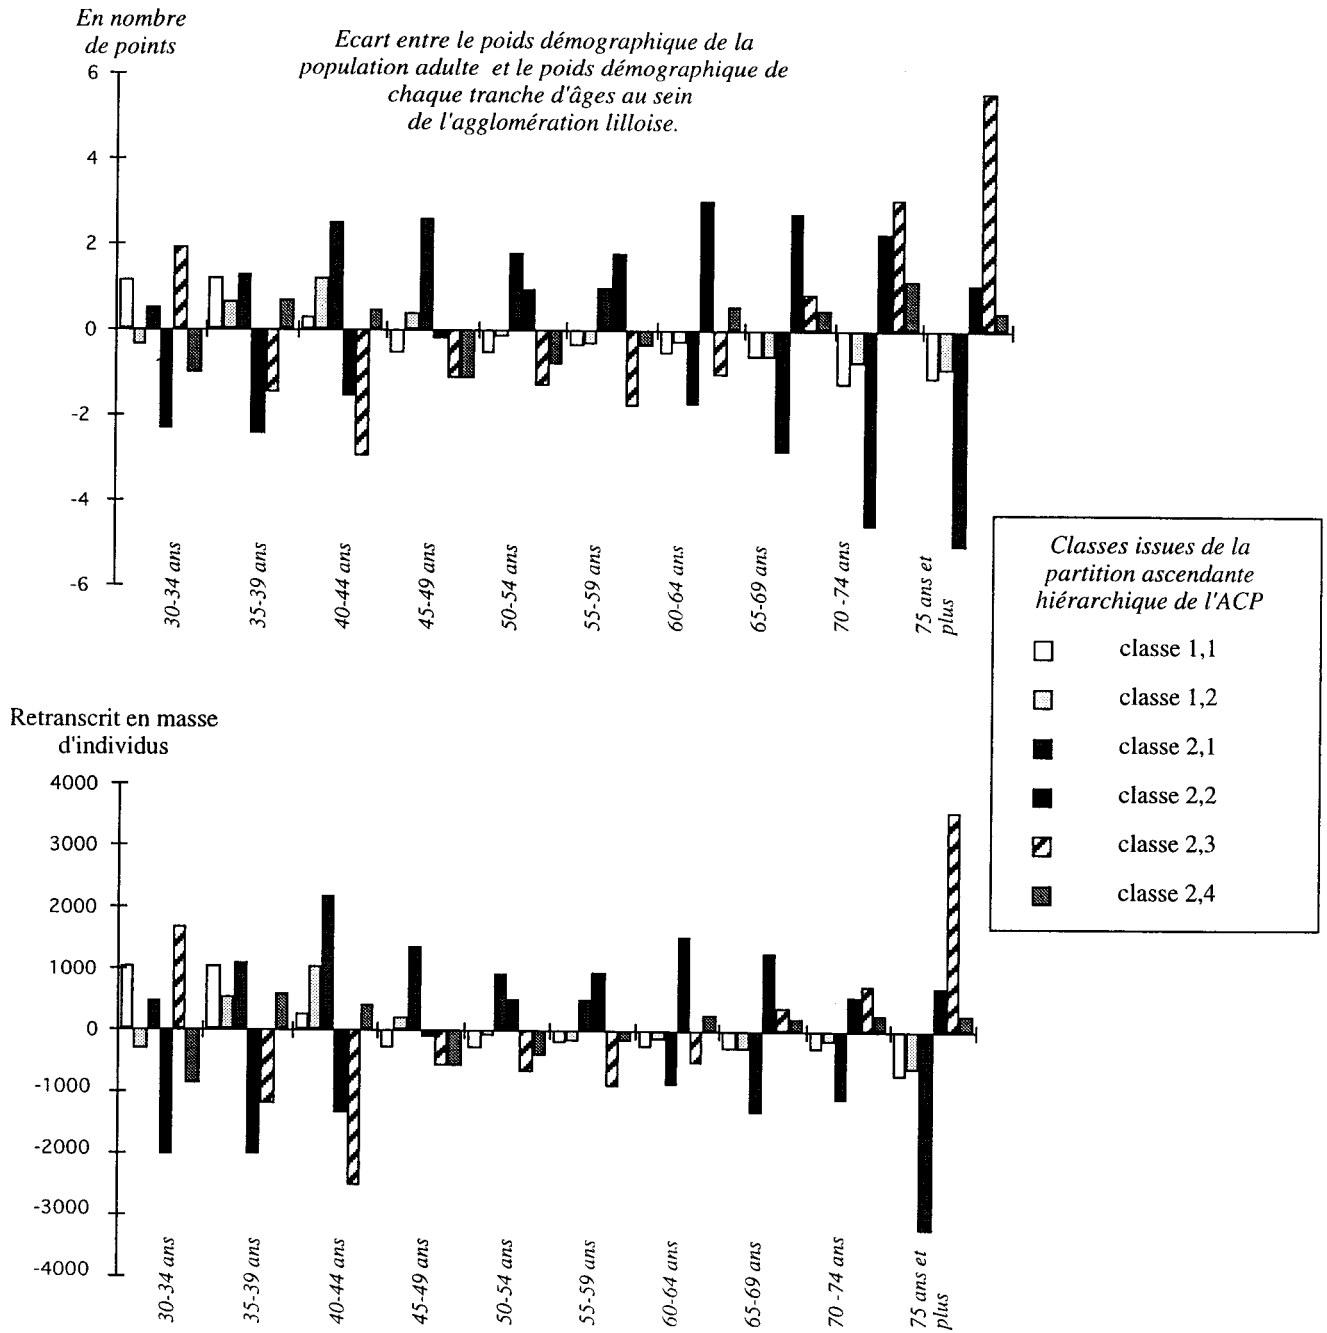 En nombre
de points
Ecart entre le poids démographique de la
population adulte et le poids démographique de
chaque tranche d'âges au sein
de l'agglomération lilloise.
6
4
2
0
-2
-4
-6
30-34 ans
35-39 ans
40-44 ans
45-49 ans
50-54 ans
55-59 ans
60-64 ans
65-69 ans
70 -74 ans
75 ans et
plus
Classes issues de la
partition ascendante
hiérarchique de l'ACP
classe 1,1
classe 1,2
classe 2,1
classe 2,2
classe 2,3
classe 2,4
Retranscrit en masse
d'individus
4000
3000
2000
1000
0
-1000
-2000
-3000
-4000
30-34 ans
35-39 ans
40-44 ans
45-49 ans
50-54 ans
55-59 ans
60-64 ans
65-69 ans
70 -74 ans
75 ans et
plus